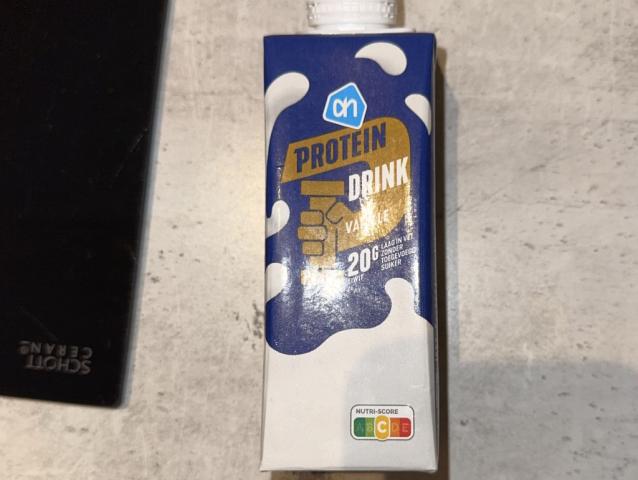 ah
PROTEIN
DRINK
20G
LAAG IN VET
ZONDER
TOEGEVOEGD
SUIKER
NUTRI-SCORE
A B C D E
SCHOTT
CERAN®